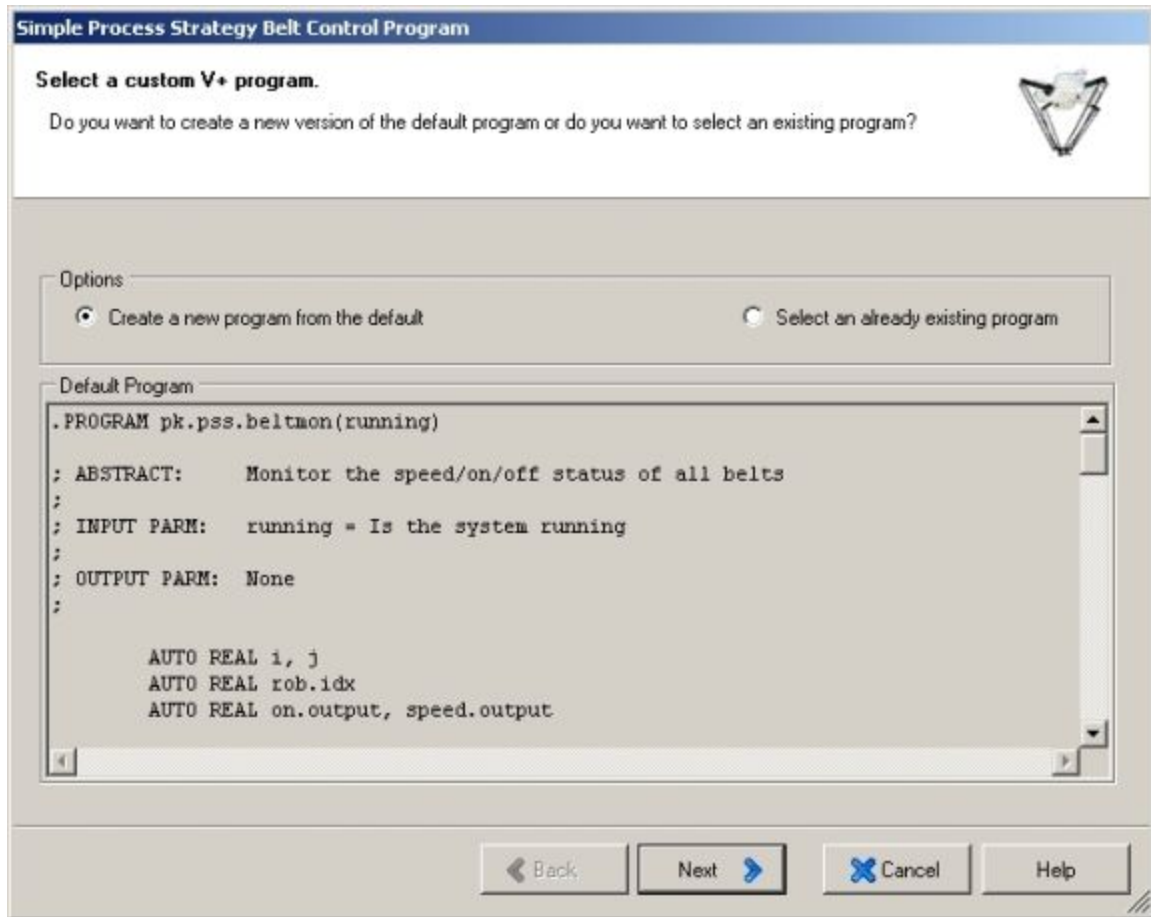 Simple Process Strategy Belt Control Program
Select a custom V+ program.
Do you want to create a new version of the default program or do you want to select an existing program?
Options
Create a new program from the default
Select an already existing program
Default Program
.PROGRAM pk.pss.beltmon(running)
; ABSTRACT: Monitor the speed/on/off status of all belts
;
; INPUT PARM: running = Is the system running
;
; OUTPUT PARM: None
;
AUTO REAL i, j
AUTO REAL rob.idx
AUTO REAL on.output, speed.output
Back
Next
Cancel
Help